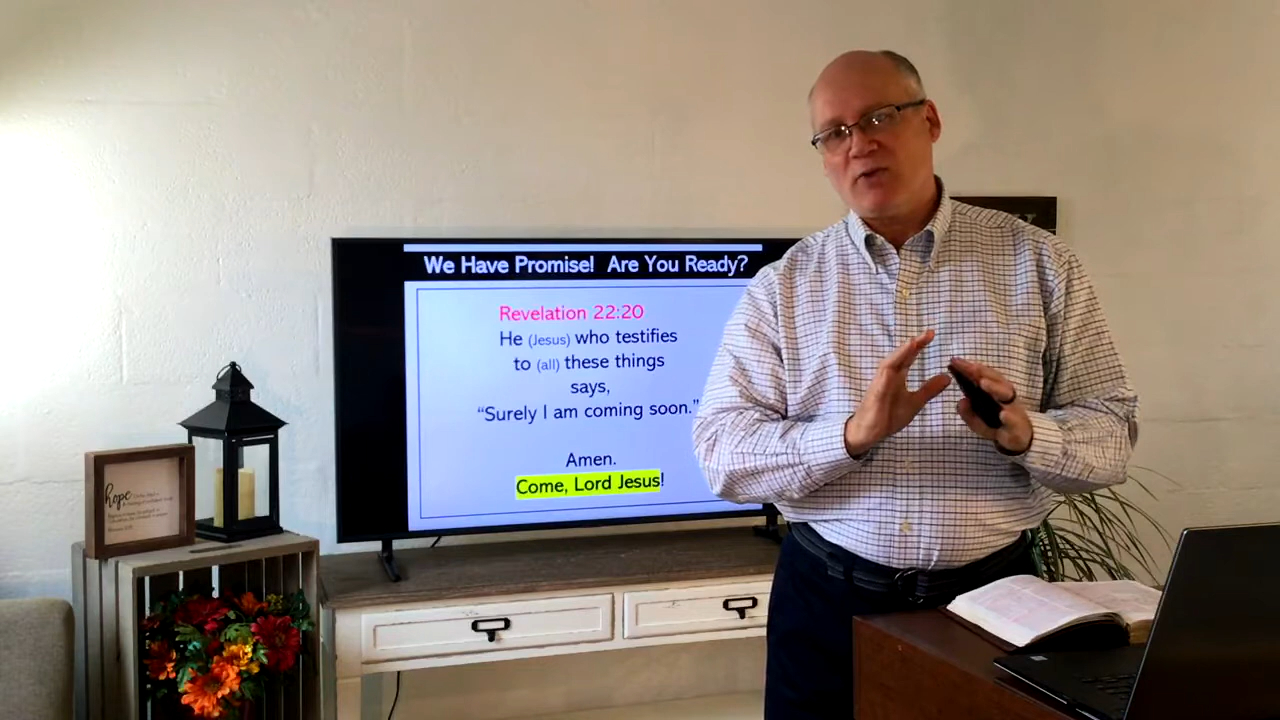 We Have Promise! Are You Ready?
Revelation 22:20
He (Jesus) who testifies
to (all) these things
says,
“Surely I am coming soon.”
Amen.
Come, Lord Jesus!
hope